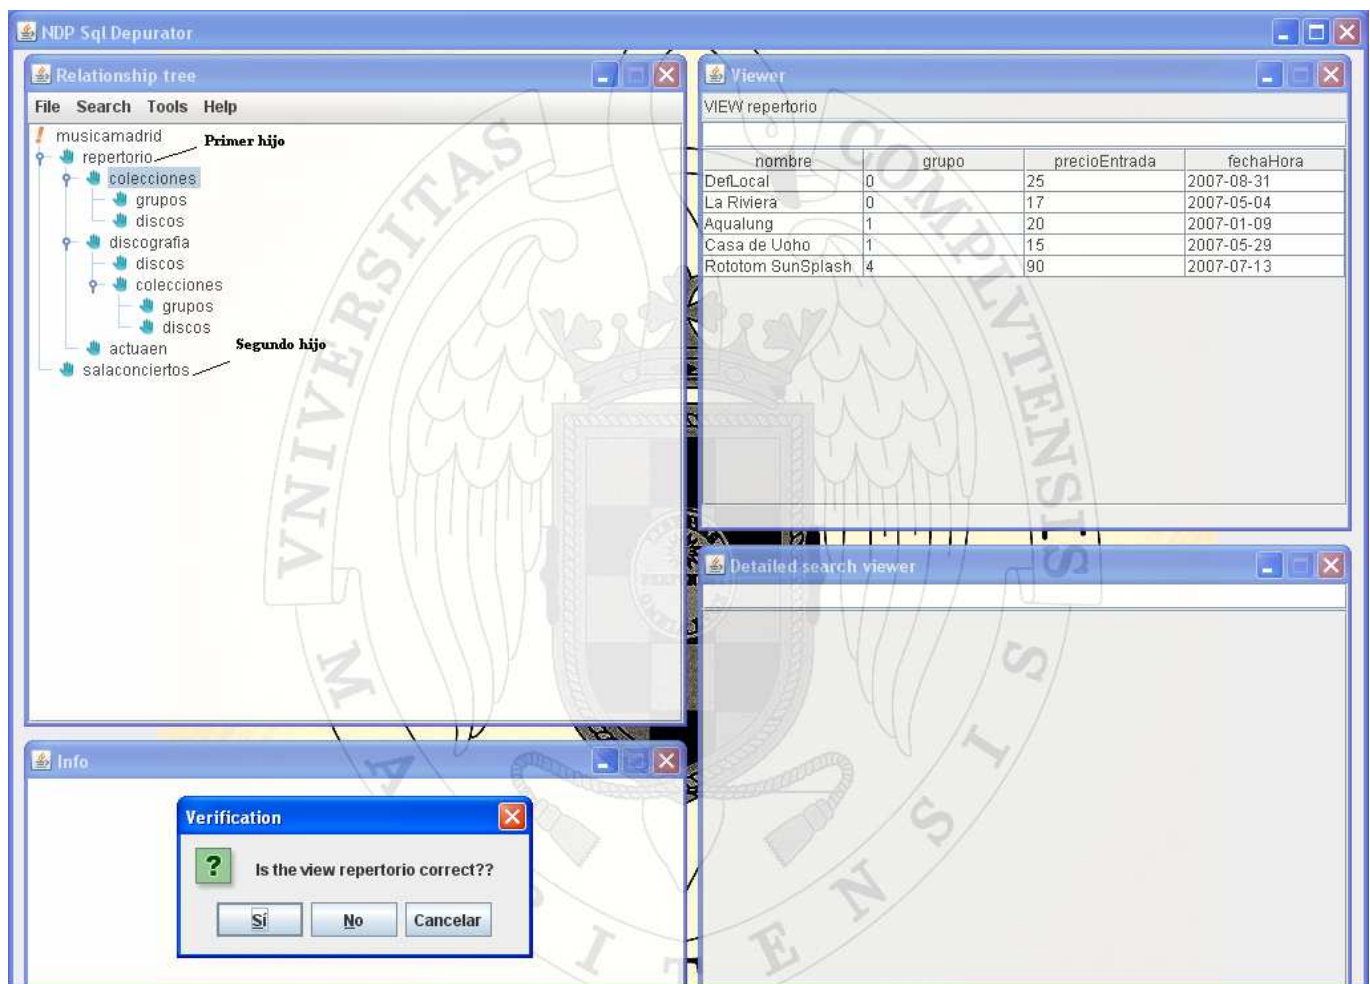 NDP Sql Depurator
Relationship tree
File Search Tools Help
musicamadrid
repertorio
Primer hijo
colecciones
grupos
discos
discografia
discos
colecciones
grupos
discos
actuaen
Segundo hijo
salaconciertos
Viewer
VIEW repertorio
nombre grupo precioEntrada fechaHora
DefLocal 0 25 2007-08-31
La Riviera 0 17 2007-05-04
Aqualung 1 20 2007-01-09
Casa de Uoho 1 15 2007-05-29
Rototom SunSplash 4 90 2007-07-13
Detailed search viewer
Info
Verification
? Is the view repertorio correct??
Sí No Cancelar
VNIVERSITAS COMPLVTENSIS